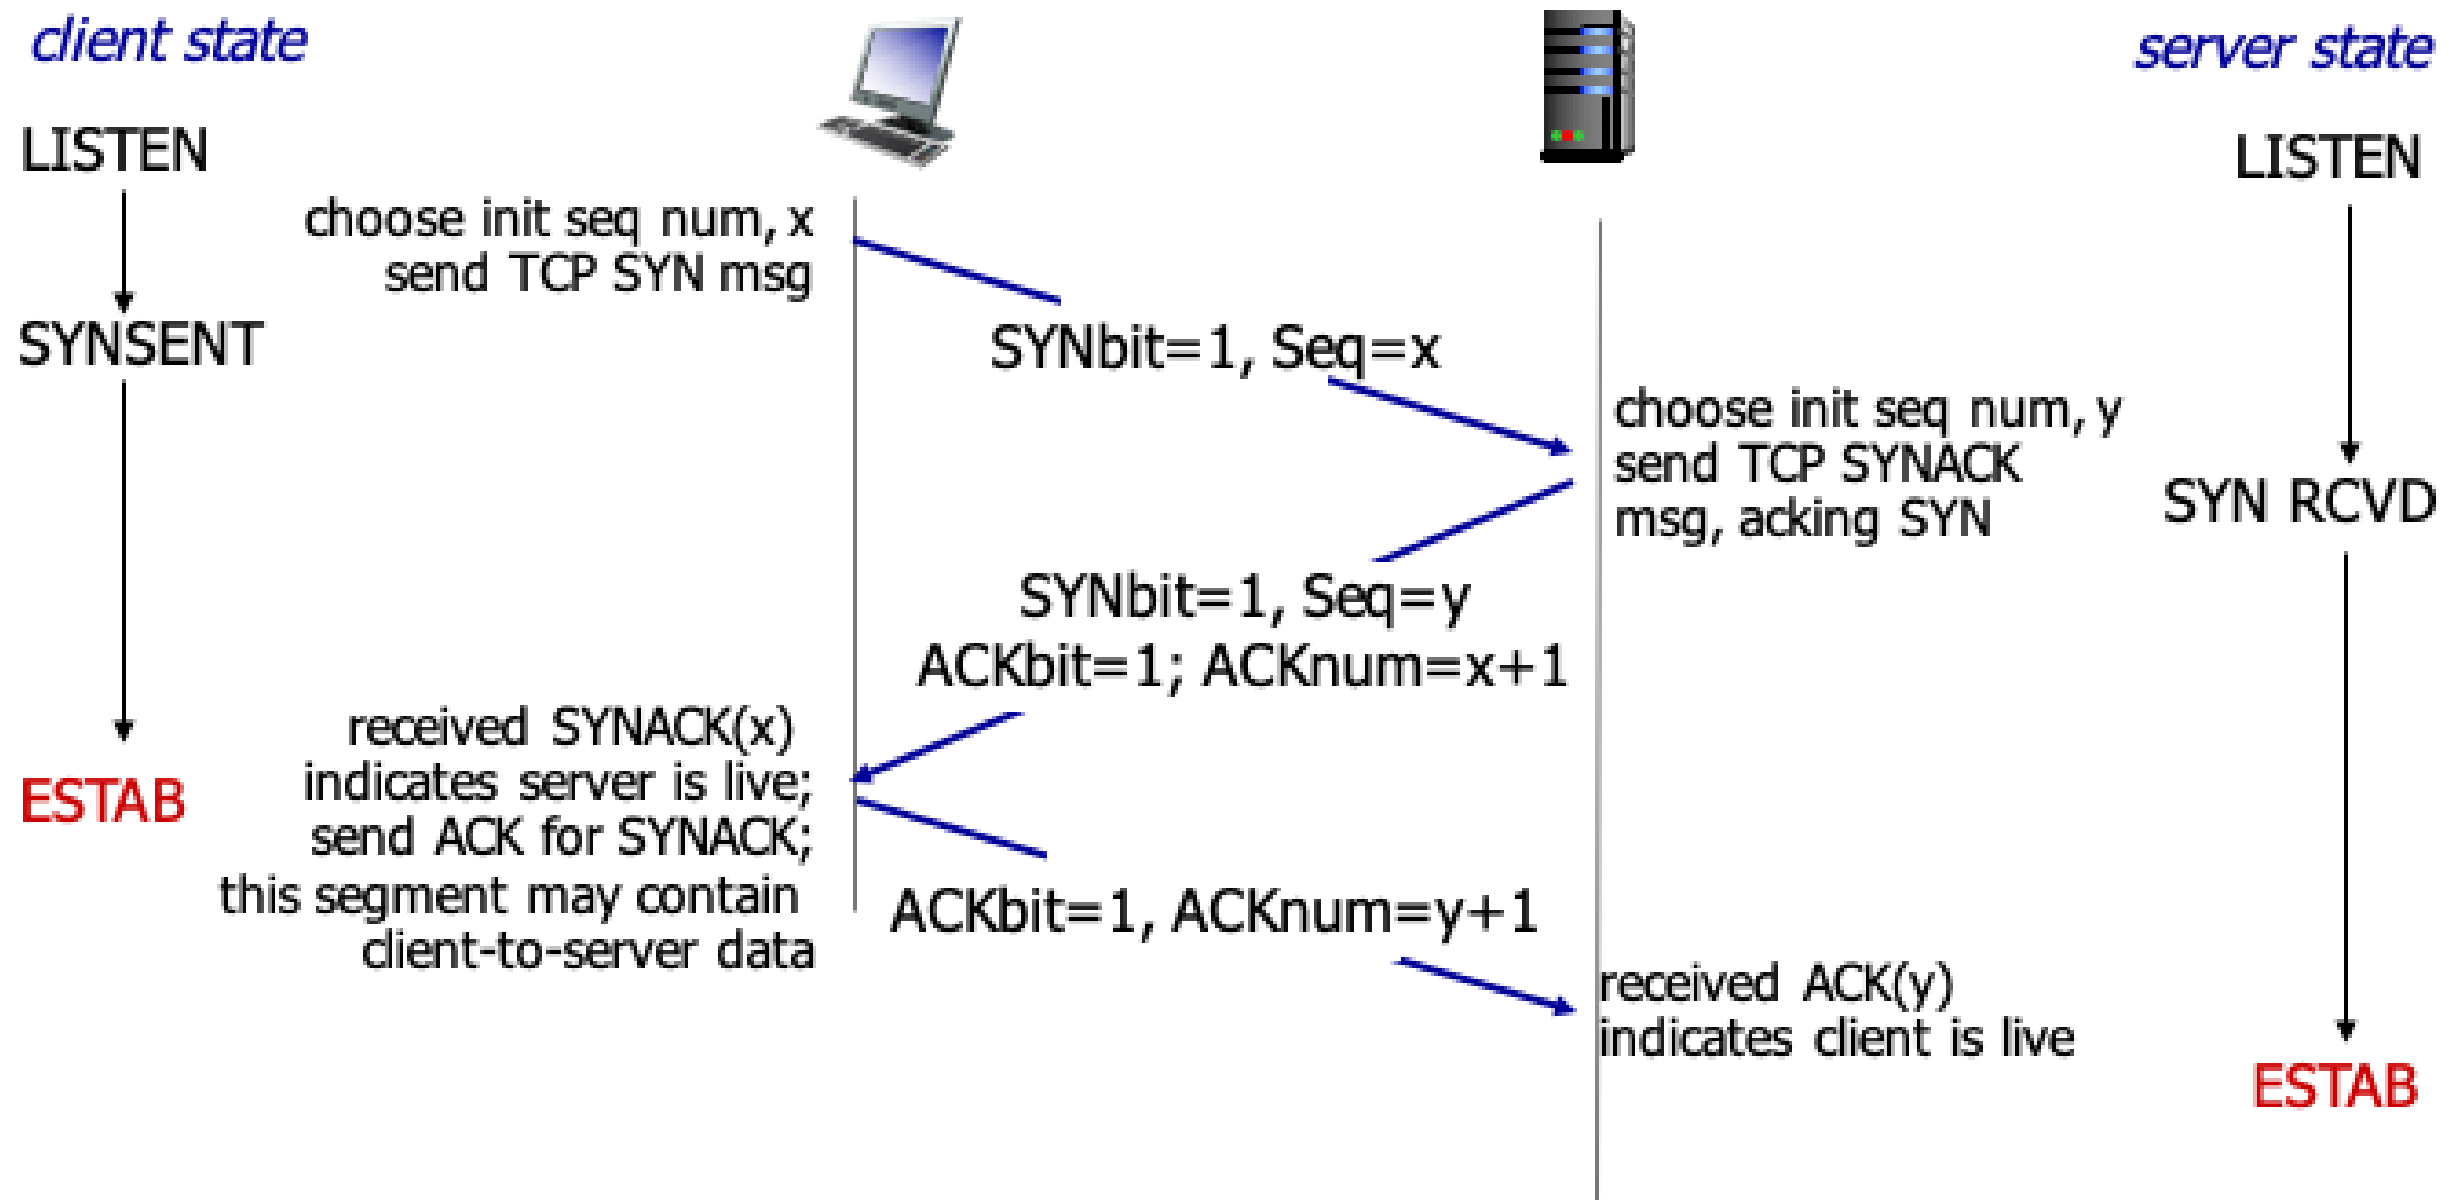 client state
server state
LISTEN
LISTEN
choose init seq num, x
send TCP SYN msg
SYNSENT
SYNbit=1, Seq=x
choose init seq num, y
send TCP SYNACK
msg, acking SYN
SYN RCVD
SYNbit=1, Seq=y
ACKbit=1; ACKnum=x+1
received SYNACK(x)
indicates server is live;
send ACK for SYNACK;
this segment may contain
client-to-server data
ESTAB
ACKbit=1, ACKnum=y+1
received ACK(y)
indicates client is live
ESTAB